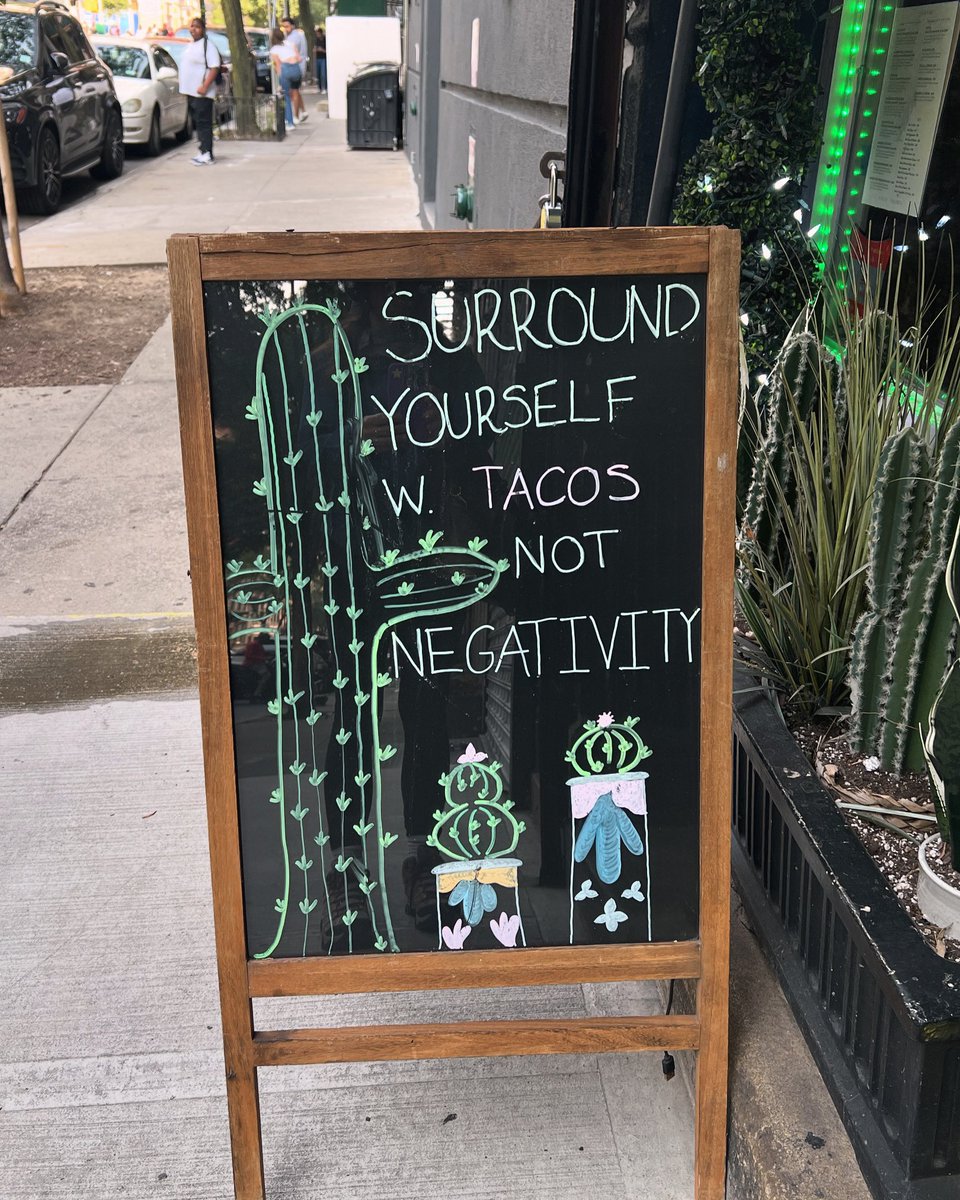 SURROUND
YOURSELF
W. TACOS
NOT
NEGATIVITY